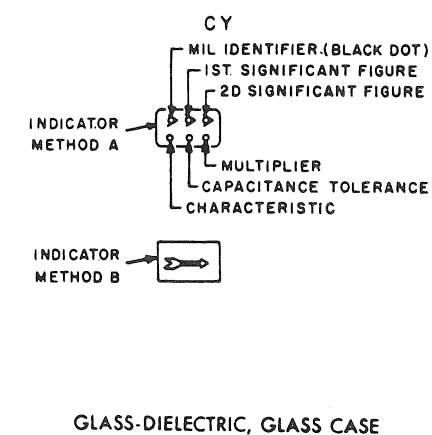 CY
MIL IDENTIFIER.(BLACK DOT)
1ST. SIGNIFICANT FIGURE
2D SIGNIFICANT FIGURE
INDICATOR
METHOD A
MULTIPLIER
CAPACITANCE TOLERANCE
CHARACTERISTIC
INDICATOR
METHOD B
GLASS-DIELECTRIC, GLASS CASE